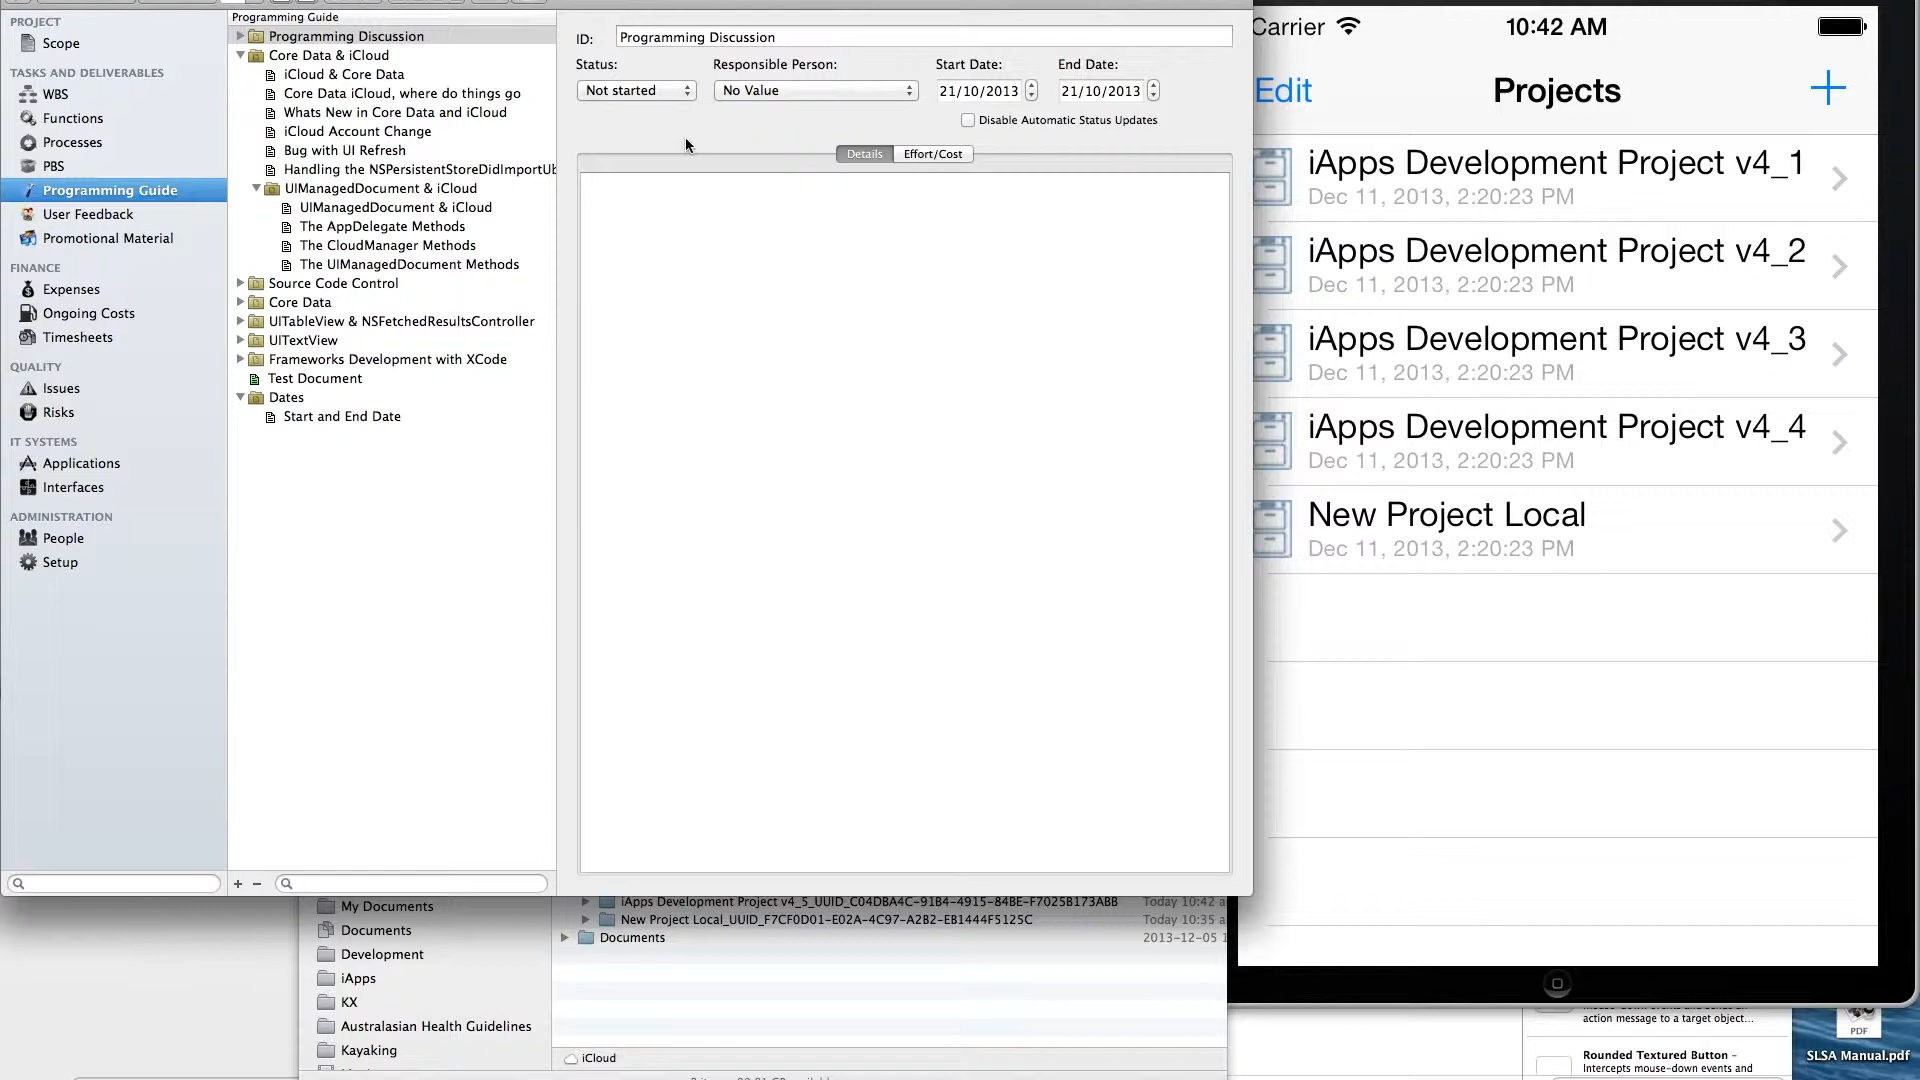 PROJECT
Scope
TASKS AND DELIVERABLES
WBS
Functions
Processes
PBS
Programming Guide
User Feedback
Promotional Material
FINANCE
Expenses
Ongoing Costs
Timesheets
QUALITY
Issues
Risks
IT SYSTEMS
Applications
Interfaces
ADMINISTRATION
People
Setup
Programming Guide
Programming Discussion
Core Data & iCloud
iCloud & Core Data
Core Data iCloud, where do things go
Whats New in Core Data and iCloud
iCloud Account Change
Bug with UI Refresh
Handling the NSPersistentStoreDidImportUb
UIManagedDocument & iCloud
UIManagedDocument & iCloud
The AppDelegate Methods
The CloudManager Methods
The UIManagedDocument Methods
Source Code Control
Core Data
UITableView & NSFetchedResultsController
UITextView
Frameworks Development with XCode
Test Document
Dates
Start and End Date
ID: Programming Discussion
Status: Responsible Person: Start Date: End Date:
Not started No Value 21/10/2013 21/10/2013
Disable Automatic Status Updates
Details Effort/Cost
Carrier 10:42 AM
Edit Projects +
iApps Development Project v4_1
Dec 11, 2013, 2:20:23 PM
iApps Development Project v4_2
Dec 11, 2013, 2:20:23 PM
iApps Development Project v4_3
Dec 11, 2013, 2:20:23 PM
iApps Development Project v4_4
Dec 11, 2013, 2:20:23 PM
New Project Local
Dec 11, 2013, 2:20:23 PM
My Documents
Documents
Development
iApps
KX
Australasian Health Guidelines
Kayaking
iApps Development Project v4_5_UUID_C04DBA4C-91B4-4915-84BE-F7025B173ABB Today 10:42 a
New Project Local_UUID_F7CF0D01-E02A-4C97-A2B2-EB1444F5125C Today 10:35 a
Documents 2013-12-05 1
iCloud
action message to a target object...
Rounded Textured Button –
Intercepts mouse-down events and
PDF
SLSA Manual.pdf